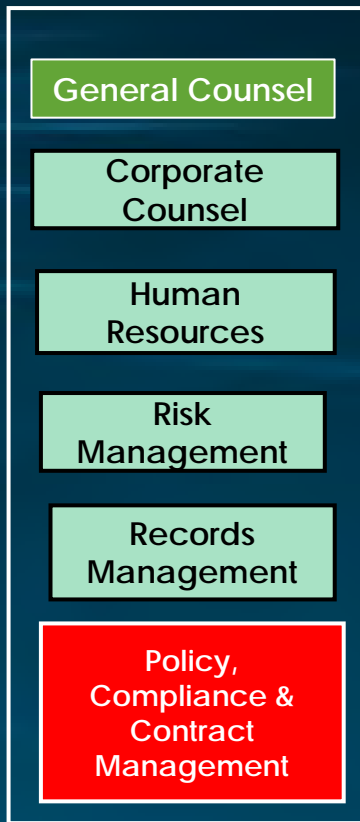 General Counsel
Corporate
Counsel
Human
Resources
Risk
Management
Records
Management
Policy,
Compliance &
Contract
Management